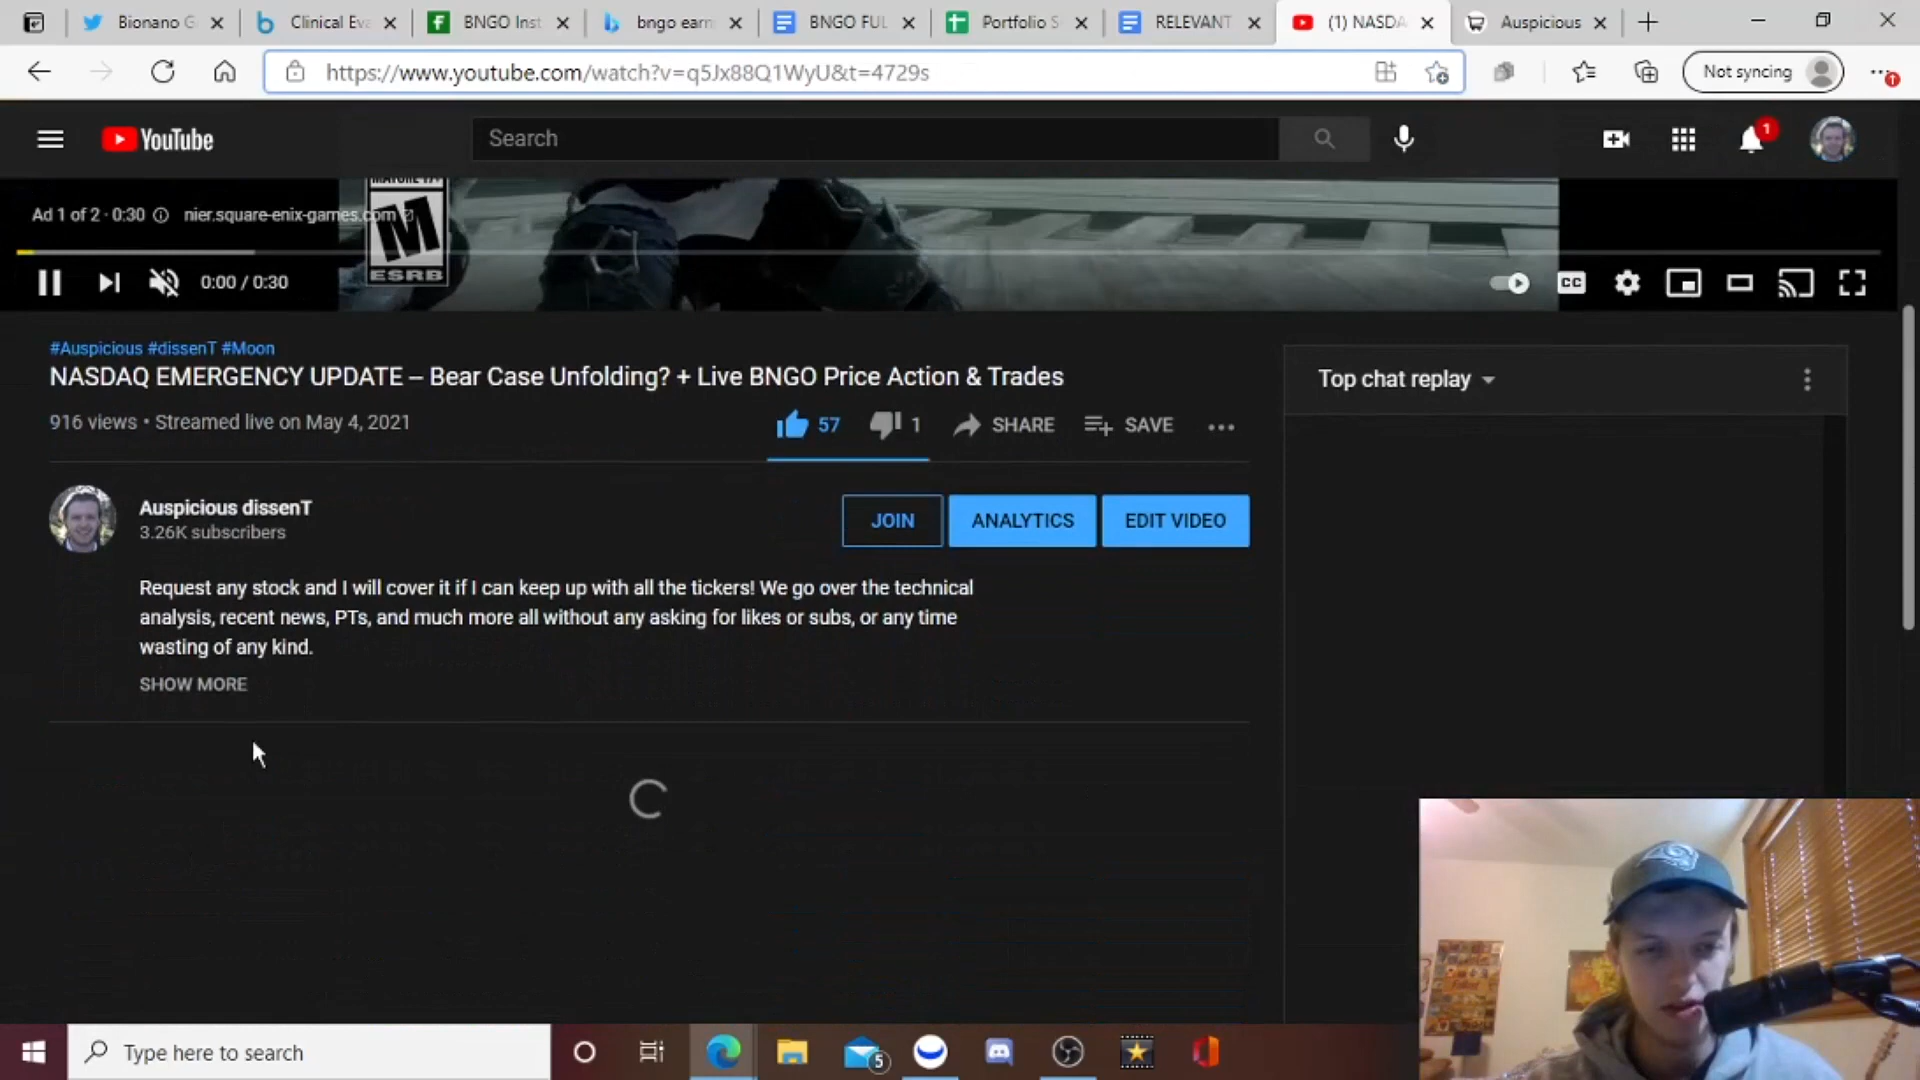 Bionano G
Clinical Eva
BNGO Inst
bngo earn
BNGO FUL
Portfolio S
RELEVANT
(1) NASDA
Auspicious
https://www.youtube.com/watch?v=q5Jx88Q1WyU&t=4729s
Not syncing
YouTube
Search
1
Ad 1 of 2 · 0:30
nier.square-enix-games.com
M
ESRB
0:00 / 0:30
CC
#Auspicious #dissenT #Moon
NASDAQ EMERGENCY UPDATE – Bear Case Unfolding? + Live BNGO Price Action & Trades
916 views • Streamed live on May 4, 2021
57
1
SHARE
SAVE
Top chat replay
Auspicious dissenT
3.26K subscribers
JOIN
ANALYTICS
EDIT VIDEO
Request any stock and I will cover it if I can keep up with all the tickers! We go over the technical
analysis, recent news, PTs, and much more all without any asking for likes or subs, or any time
wasting of any kind.
SHOW MORE
Type here to search
5